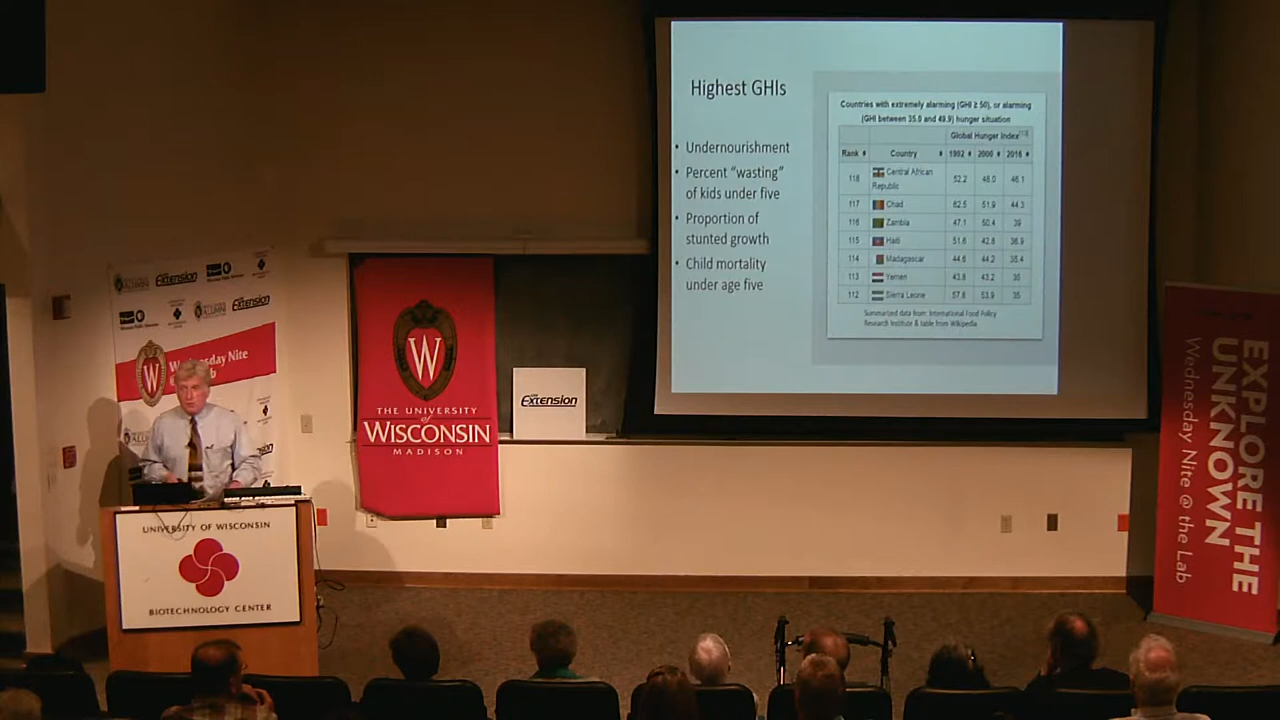 Highest GHIs
• Undernourishment
• Percent “wasting”
of kids under five
• Proportion of
stunted growth
• Child mortality
under age five
Countries with extremely alarming (GHI ≥ 50), or alarming
(GHI between 35.0 and 49.9) hunger situation
Global Hunger Index
Rank Country 1992 2000 2016
118 Central African
Republic 52.2 48.0 46.1
117 Chad 62.5 51.9 44.3
116 Zambia 47.1 50.4 39
115 Haiti 51.6 42.8 36.9
114 Madagascar 44.6 44.2 35.4
113 Yemen 43.8 43.2 35
112 Sierra Leone 57.8 53.9 35
Summarized data from: International Food Policy
Research Institute & table from Wikipedia
Extension
Extension
Wednesday Nite
W
THE UNIVERSITY
of
WISCONSIN
MADISON
Extension
UNIVERSITY OF WISCONSIN
BIOTECHNOLOGY CENTER
EXPLORE THE
UNKNOWN
Wednesday Nite @ the Lab